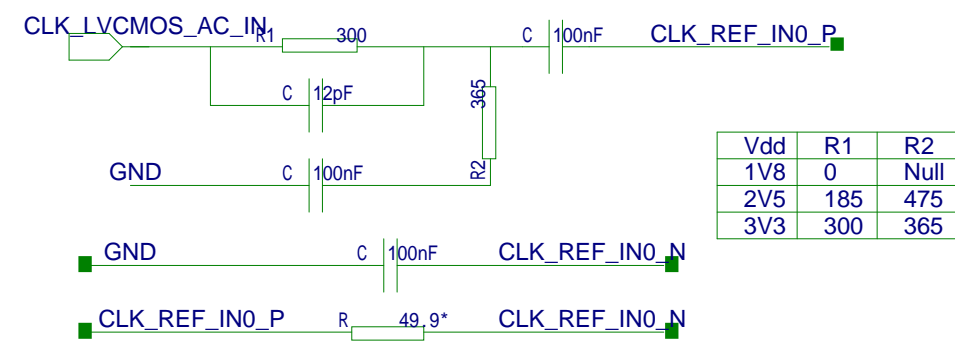 CLK_LVCMOS_AC_IN
R1 300
C 100nF
CLK_REF_IN0_P
C 12pF
365
R2
GND
C 100nF
Vdd R1 R2
1V8 0 Null
2V5 185 475
3V3 300 365
GND
C 100nF
CLK_REF_IN0_N
CLK_REF_IN0_P
R 49.9*
CLK_REF_IN0_N